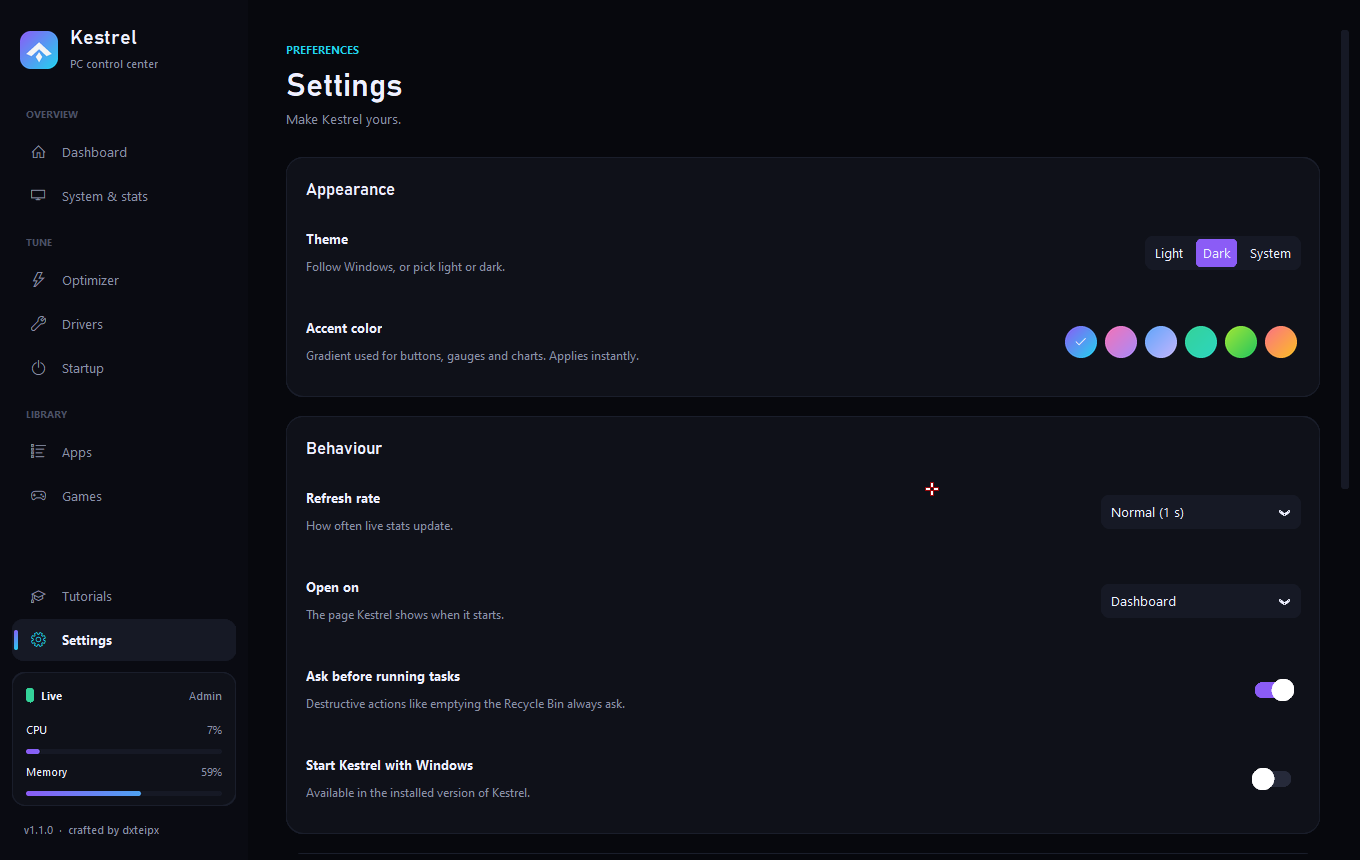 Kestrel
PC control center
OVERVIEW
Dashboard
System & stats
TUNE
Optimizer
Drivers
Startup
LIBRARY
Apps
Games
Tutorials
Settings
Live Admin
CPU 7%
Memory 59%
v1.1.0 · crafted by dxteipx
PREFERENCES
Settings
Make Kestrel yours.
Appearance
Theme
Follow Windows, or pick light or dark.
Light Dark System
Accent color
Gradient used for buttons, gauges and charts. Applies instantly.
Behaviour
Refresh rate
How often live stats update.
Normal (1 s)
Open on
The page Kestrel shows when it starts.
Dashboard
Ask before running tasks
Destructive actions like emptying the Recycle Bin always ask.
Start Kestrel with Windows
Available in the installed version of Kestrel.